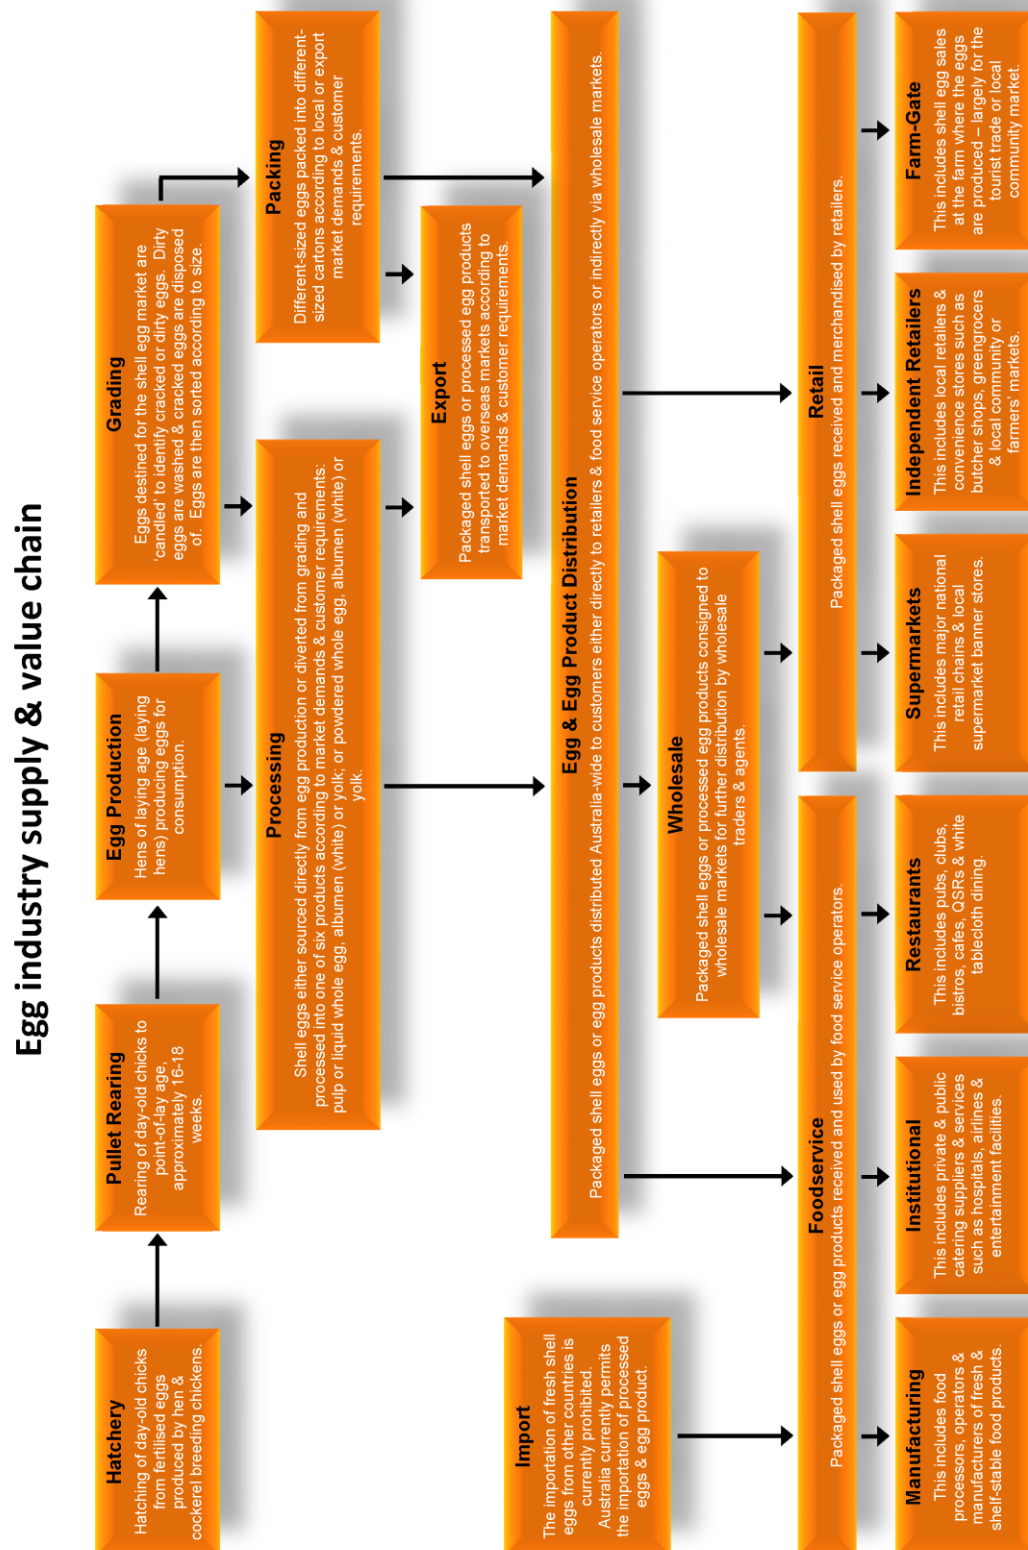 Egg industry supply & value chain
Hatchery
Hatching of day-old chicks
from fertilised eggs
produced by hen &
cockerel breeding chickens.
Pullet Rearing
Rearing of day-old chicks to
point-of-lay age,
approximately 16-18
weeks.
Egg Production
Hens of laying age (laying
hens) producing eggs for
consumption.
Grading
Eggs destined for the shell egg market are
‘candled’ to identify cracked or dirty eggs. Dirty
eggs are washed & cracked eggs are disposed
of. Eggs are then sorted according to size.
Processing
Shell eggs either sourced directly from egg production or diverted from grading and
processed into one of six products according to market demands & customer requirements:
pulp or liquid whole egg, albumen (white) or yolk; or powdered whole egg, albumen (white) or
yolk.
Packing
Different-sized eggs packed into different-
sized cartons according to local or export
market demands & customer
requirements.
Export
Packaged shell eggs or processed egg products
transported to overseas markets according to
market demands & customer requirements.
Import
The importation of fresh shell
eggs from other countries is
currently prohibited.
Australia currently permits
the importation of processed
eggs & egg product.
Egg & Egg Product Distribution
Packaged shell eggs or egg products distributed Australia-wide to customers either directly to retailers & food service operators or indirectly via wholesale markets.
Wholesale
Packaged shell eggs or processed egg products consigned to
wholesale markets for further distribution by wholesale
traders & agents.
Foodservice
Packaged shell eggs or egg products received and used by food service operators.
Retail
Packaged shell eggs received and merchandised by retailers.
Manufacturing
This includes food
processors, operators &
manufacturers of fresh &
shelf-stable food products.
Institutional
This includes private & public
catering suppliers & services
such as hospitals, airlines &
entertainment facilities.
Restaurants
This includes pubs, clubs,
bistros, cafes, QSRs & white
tablecloth dining.
Supermarkets
This includes major national
retail chains & local
supermarket banner stores.
Independent Retailers
This includes local retailers &
convenience stores such as
butcher shops, greengrocers
& local community or
farmers’ markets.
Farm-Gate
This includes shell egg sales
at the farm where the eggs
are produced – largely for the
tourist trade or local
community market.